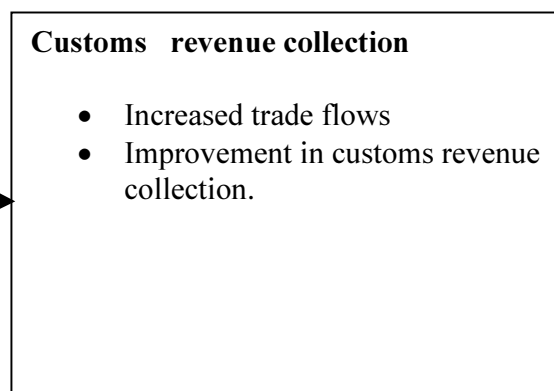 Customs revenue collection
• Increased trade flows
• Improvement in customs revenue
collection.